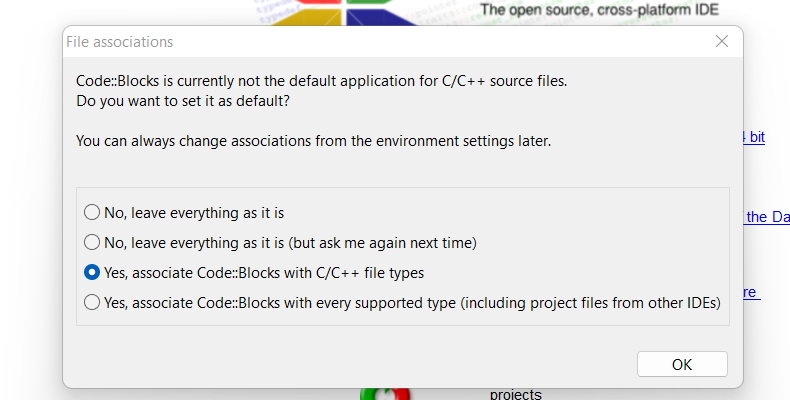 The open source, cross-platform IDE
File associations
Code::Blocks is currently not the default application for C/C++ source files.
Do you want to set it as default?
You can always change associations from the environment settings later.
bit
No, leave everything as it is
the Da
No, leave everything as it is (but ask me again next time)
Yes, associate Code::Blocks with C/C++ file types
re
Yes, associate Code::Blocks with every supported type (including project files from other IDEs)
OK
projects